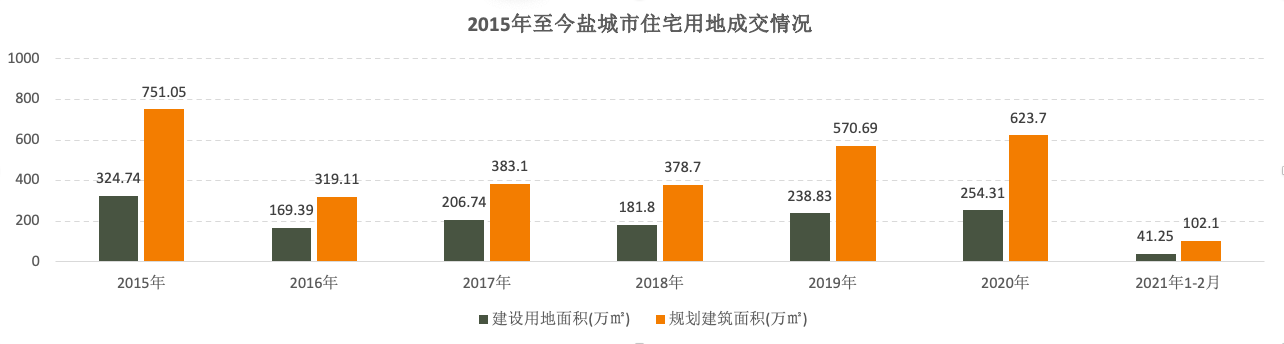 2015年至今盐城市住宅用地成交情况
1000
800
600
400
200
0
324.74
751.05
169.39
319.11
206.74
383.1
181.8
378.7
238.83
570.69
254.31
623.7
41.25
102.1
2015年
2016年
2017年
2018年
2019年
2020年
2021年1-2月
建设用地面积(万㎡)
规划建筑面积(万㎡)